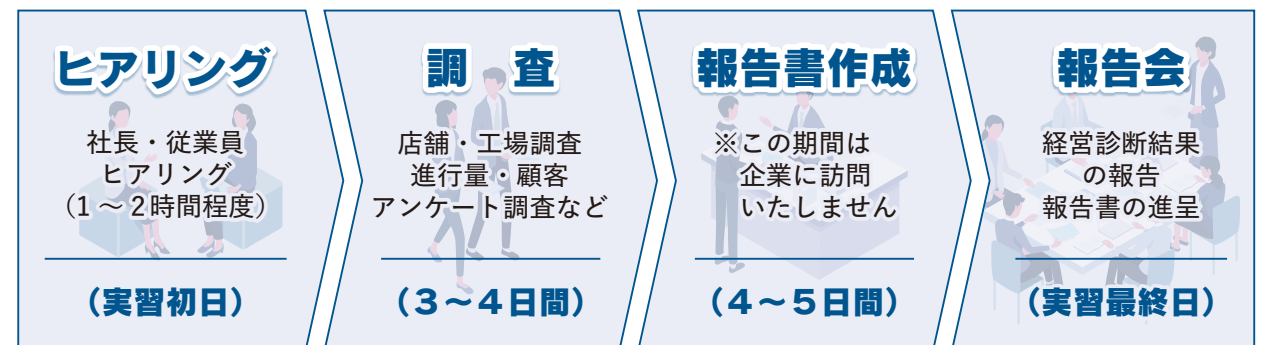 ヒアリング
社長・従業員
ヒアリング
（1～2時間程度）
（実習初日）
調　査
店舗・工場調査
進行量・顧客
アンケート調査など
（3～4日間）
報告書作成
※この期間は
企業に訪問
いたしません
（4～5日間）
報告会
経営診断結果
の報告
報告書の進呈
（実習最終日）